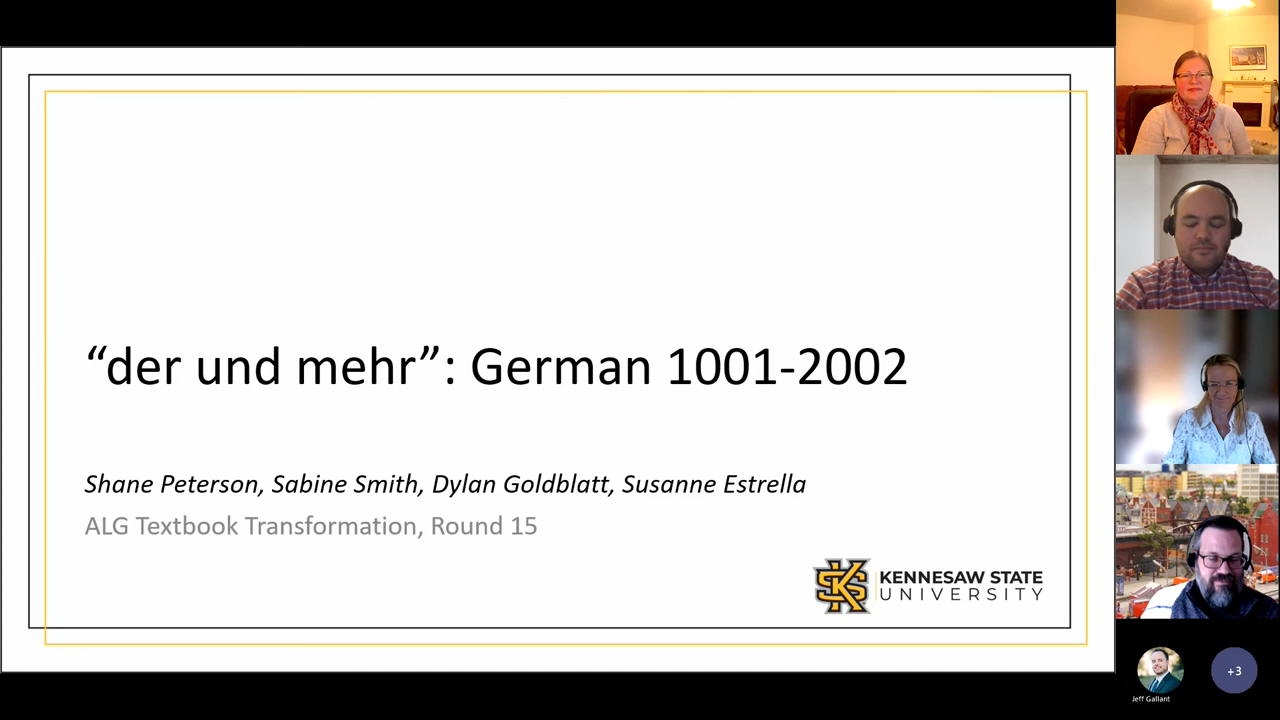 “der und mehr”: German 1001-2002
Shane Peterson, Sabine Smith, Dylan Goldblatt, Susanne Estrella
ALG Textbook Transformation, Round 15
KS
KENNESAW STATE
UNIVERSITY
Jeff Gallant
+3